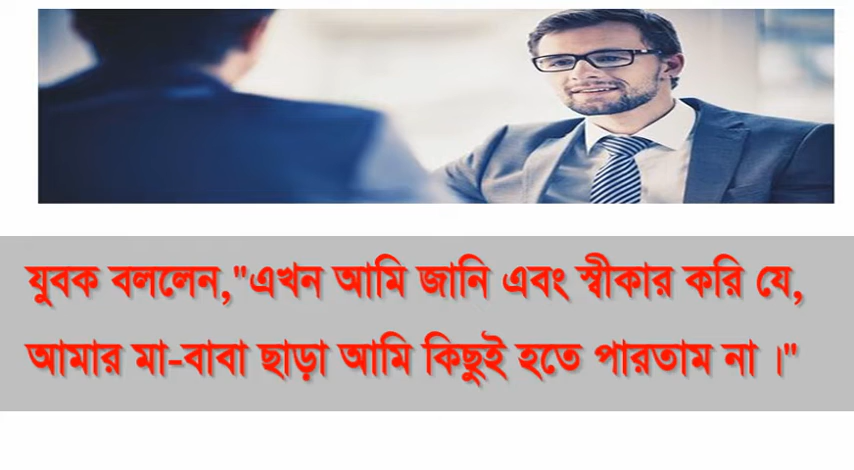 যুবক বললেন,"এখন আমি জানি এবং স্বীকার করি যে,
আমার মা-বাবা ছাড়া আমি কিছুই হতে পারতাম না ।"